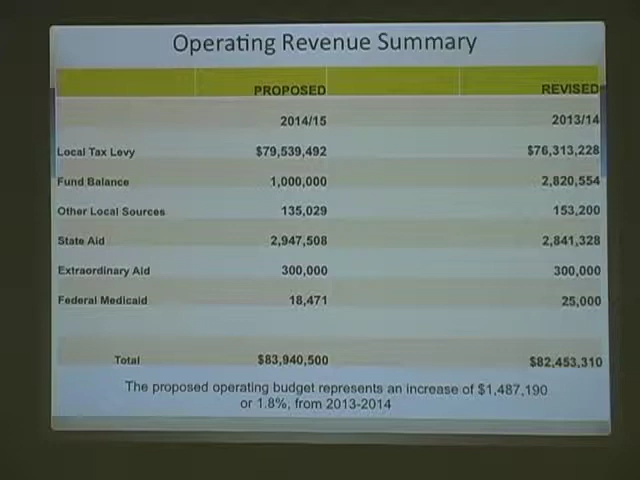 Operating Revenue Summary
PROPOSED REVISED
2014/15 2013/14
Local Tax Levy $79,539,492 $76,313,228
Fund Balance 1,000,000 2,820,554
Other Local Sources 135,029 153,200
State Aid 2,947,508 2,841,328
Extraordinary Aid 300,000 300,000
Federal Medicaid 18,471 25,000
Total $83,940,500 $82,453,310
The proposed operating budget represents an increase of $1,487,190
or 1.8%, from 2013-2014